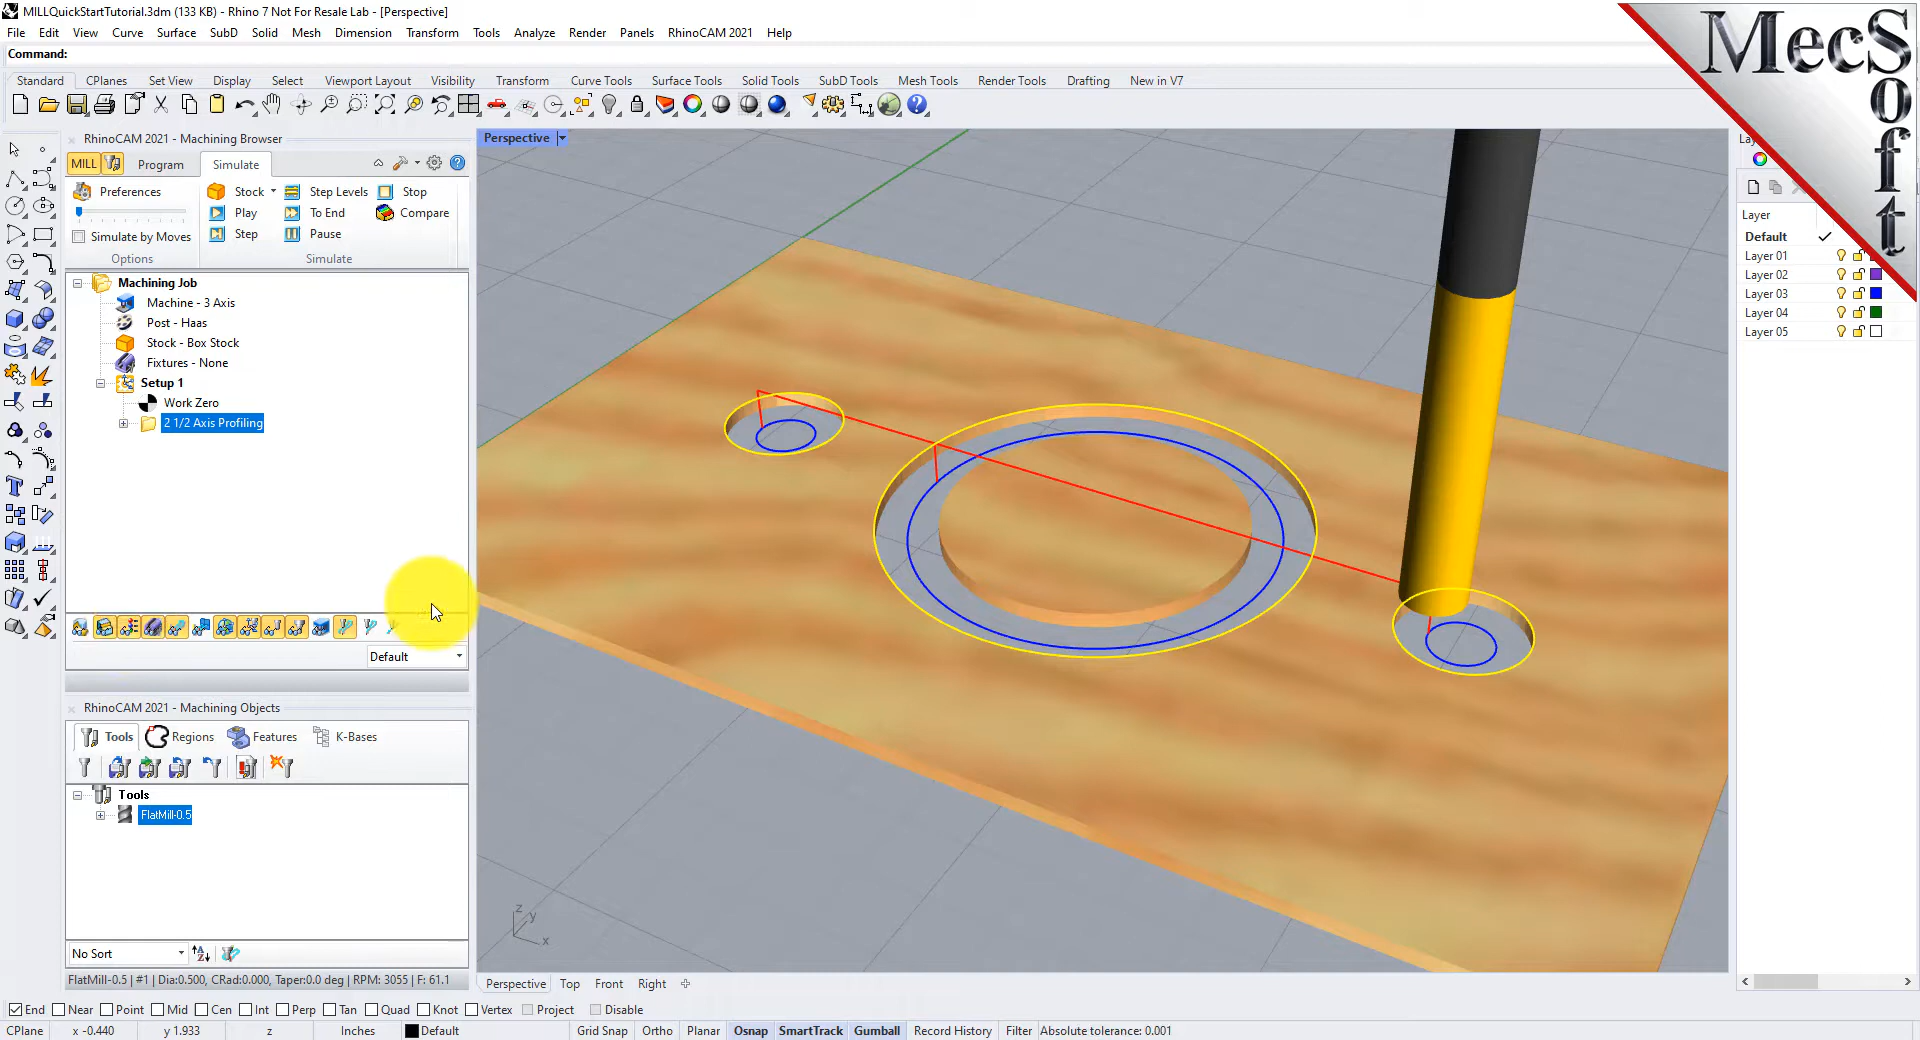 MILLQuickStartTutorial.3dm (133 KB) - Rhino 7 Not For Resale Lab - [Perspective]
File Edit View Curve Surface SubD Solid Mesh Dimension Transform Tools Analyze Render Panels RhinoCAM 2021 Help
Command:
Standard CPlanes Set View Display Select Viewport Layout Visibility Transform Curve Tools Surface Tools Solid Tools SubD Tools Mesh Tools Render Tools Drafting New in V7
MecSoft
RhinoCAM 2021 - Machining Browser
MILL Program Simulate
Preferences Stock Step Levels Stop
Play To End Compare
Simulate by Moves Step Pause
Options Simulate
Machining Job
Machine - 3 Axis
Post - Haas
Stock - Box Stock
Fixtures - None
Setup 1
Work Zero
2 1/2 Axis Profiling
Default
RhinoCAM 2021 - Machining Objects
Tools Regions Features K-Bases
Tools
FlatMill-0.5
No Sort
FlatMill-0.5 | #1 | Dia:0.500, CRad:0.000, Taper:0.0 deg | RPM: 3055 | F: 61.1
Perspective
z
y
x
Perspective Top Front Right
Layer
Default
Layer 01
Layer 02
Layer 03
Layer 04
Layer 05
End Near Point Mid Cen Int Perp Tan Quad Knot Vertex Project Disable
CPlane x -0.440 y 1.933 z Inches Default Grid Snap Ortho Planar Osnap SmartTrack Gumball Record History Filter Absolute tolerance: 0.001